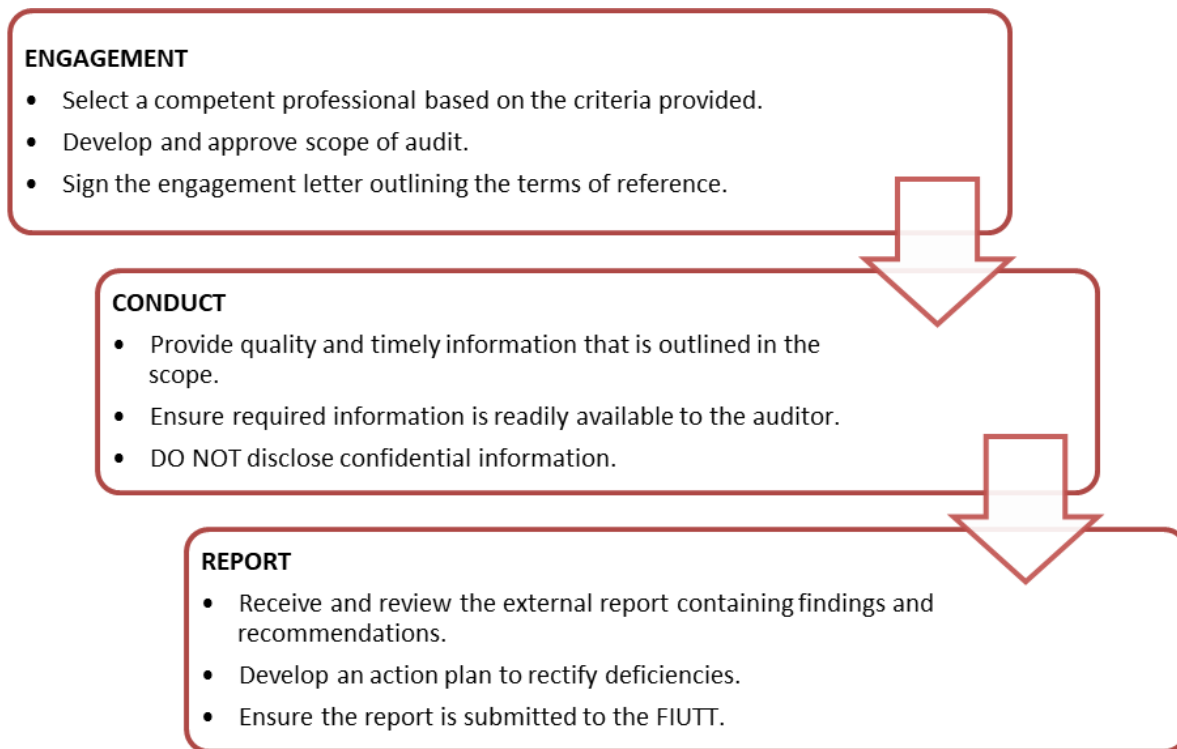 ENGAGEMENT
• Select a competent professional based on the criteria provided.
• Develop and approve scope of audit.
• Sign the engagement letter outlining the terms of reference.
CONDUCT
• Provide quality and timely information that is outlined in the
scope.
• Ensure required information is readily available to the auditor.
• DO NOT disclose confidential information.
REPORT
• Receive and review the external report containing findings and
recommendations.
• Develop an action plan to rectify deficiencies.
• Ensure the report is submitted to the FIUTT.